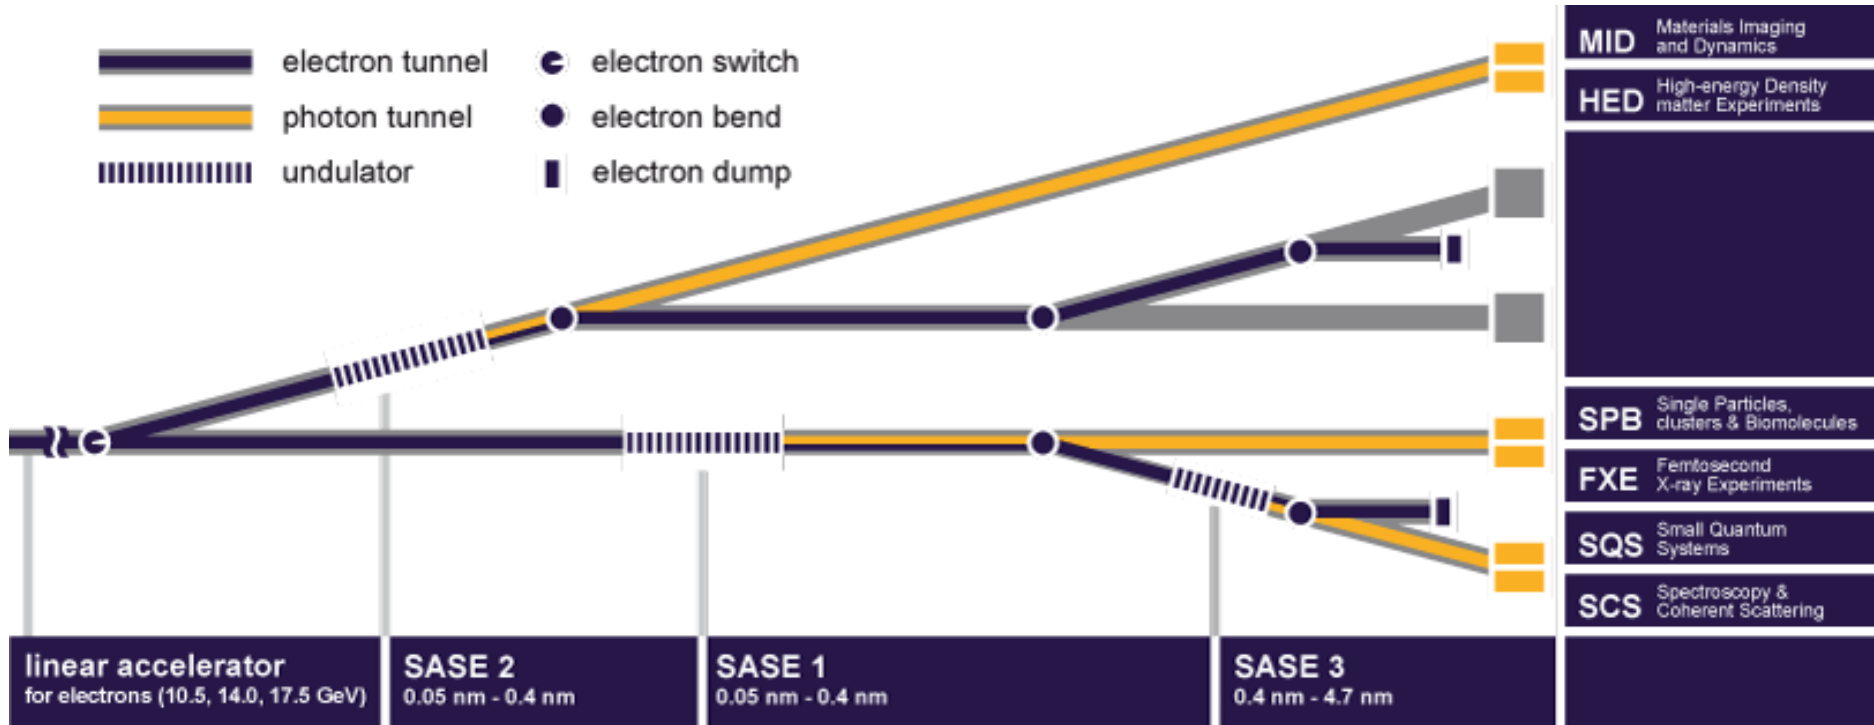 electron tunnel
electron switch
photon tunnel
electron bend
undulator
electron dump
MID
Materials Imaging
and Dynamics
HED
High-energy Density
matter Experiments
SPB
Single Particles,
clusters & Biomolecules
FXE
Femtosecond
X-ray Experiments
SQS
Small Quantum
Systems
SCS
Spectroscopy &
Coherent Scattering
linear accelerator
for electrons (10.5, 14.0, 17.5 GeV)
SASE 2
0.05 nm - 0.4 nm
SASE 1
0.05 nm - 0.4 nm
SASE 3
0.4 nm - 4.7 nm